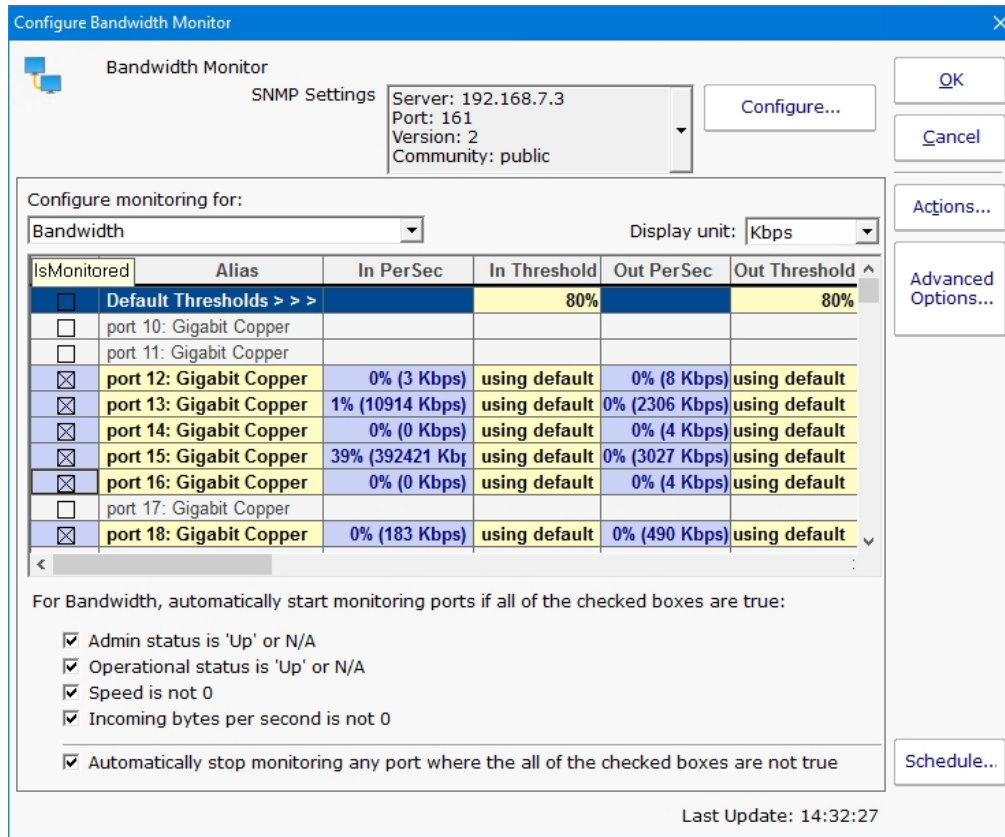 Configure Bandwidth Monitor
Bandwidth Monitor
SNMP Settings
Server: 192.168.7.3
Port: 161
Version: 2
Community: public
Configure...
OK
Cancel
Configure monitoring for:
Bandwidth
Display unit: Kbps
Actions...
Advanced
Options...
IsMonitored Alias In PerSec In Threshold Out PerSec Out Threshold
Default Thresholds > > > 80% 80%
port 10: Gigabit Copper
port 11: Gigabit Copper
port 12: Gigabit Copper 0% (3 Kbps) using default 0% (8 Kbps) using default
port 13: Gigabit Copper 1% (10914 Kbps) using default 0% (2306 Kbps) using default
port 14: Gigabit Copper 0% (0 Kbps) using default 0% (4 Kbps) using default
port 15: Gigabit Copper 39% (392421 Kbp using default 0% (3027 Kbps) using default
port 16: Gigabit Copper 0% (0 Kbps) using default 0% (4 Kbps) using default
port 17: Gigabit Copper
port 18: Gigabit Copper 0% (183 Kbps) using default 0% (490 Kbps) using default
For Bandwidth, automatically start monitoring ports if all of the checked boxes are true:
Admin status is 'Up' or N/A
Operational status is 'Up' or N/A
Speed is not 0
Incoming bytes per second is not 0
Automatically stop monitoring any port where the all of the checked boxes are not true
Schedule...
Last Update: 14:32:27